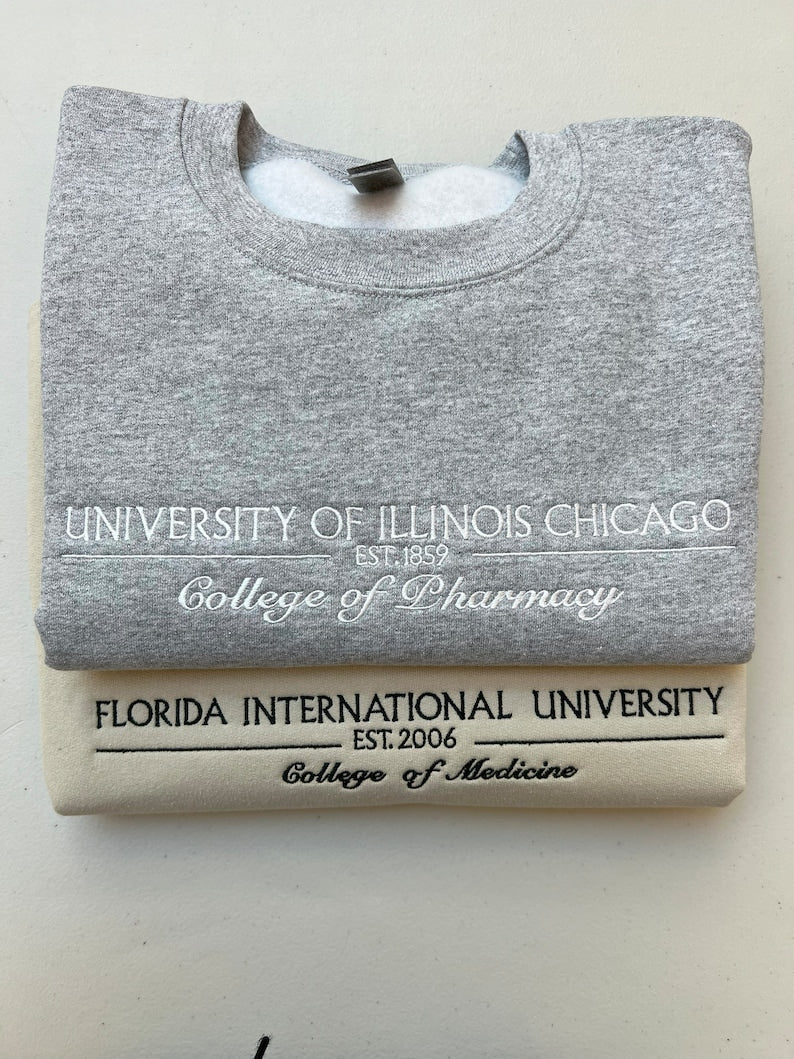 UNIVERSITY OF ILLINOIS CHICAGO
EST.1859
College of Pharmacy
FLORIDA INTERNATIONAL UNIVERSITY
EST.2006
College of Medicine